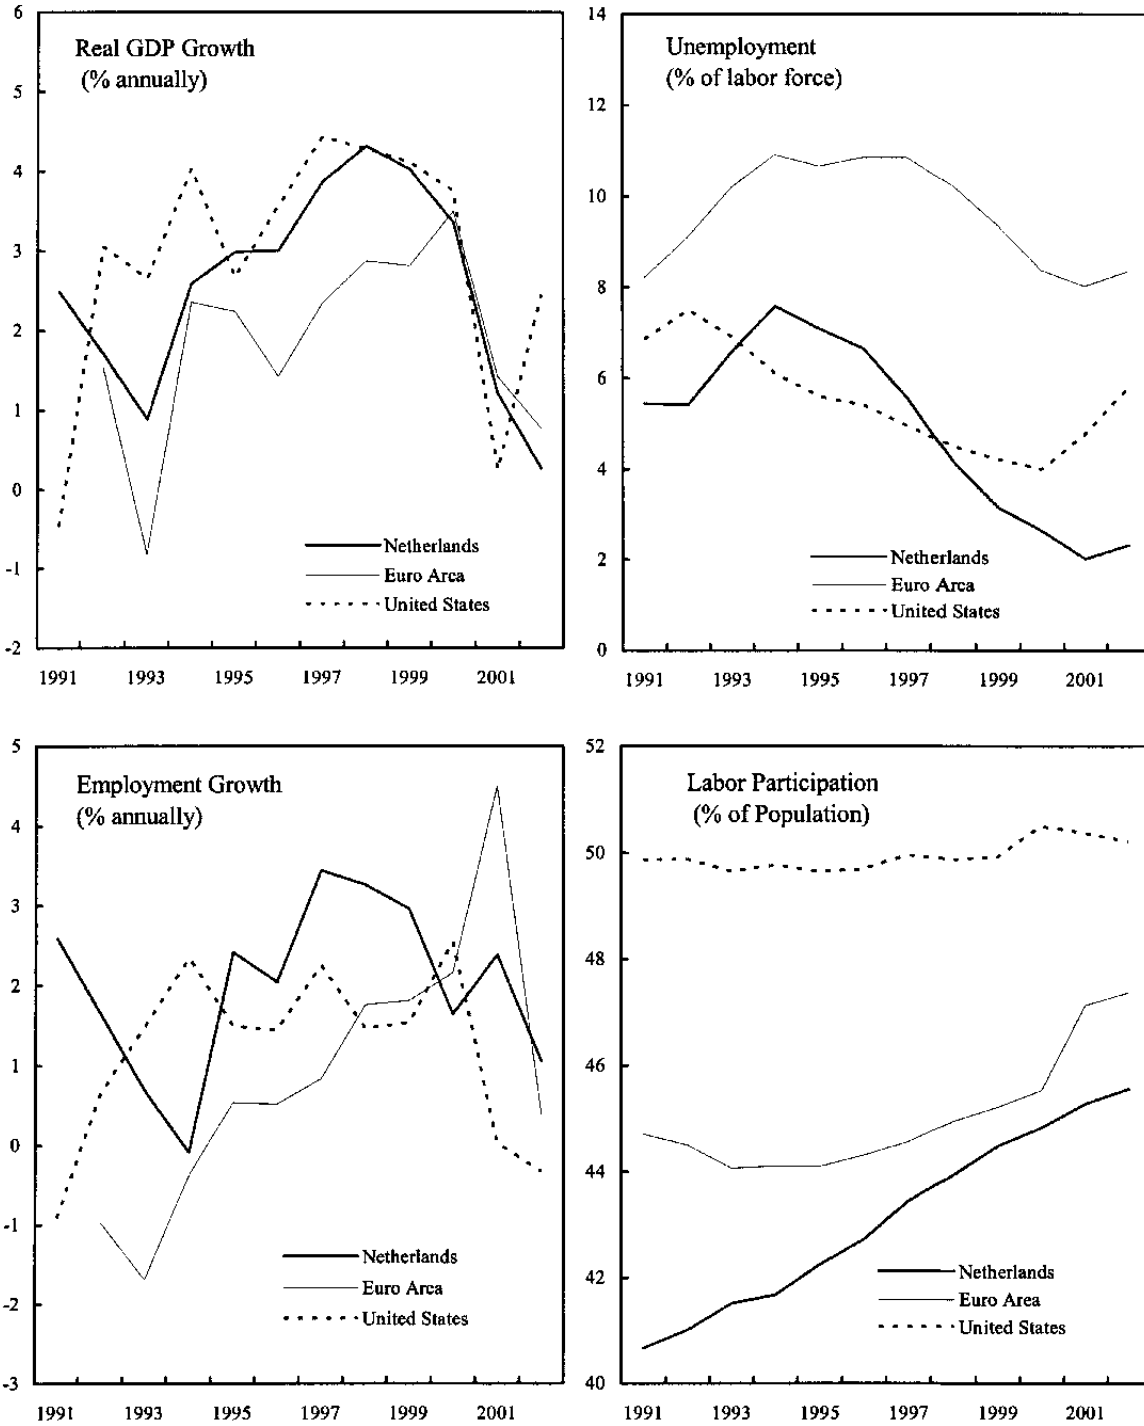 Real GDP Growth
(% annually)
6
5
4
3
2
1
0
-1
-2
Netherlands
Euro Area
United States
1991 1993 1995 1997 1999 2001
Unemployment
(% of labor force)
14
12
10
8
6
4
2
0
Netherlands
Euro Area
United States
1991 1993 1995 1997 1999 2001
Employment Growth
(% annually)
5
4
3
2
1
0
-1
-2
-3
Netherlands
Euro Area
United States
1991 1993 1995 1997 1999 2001
Labor Participation
(% of Population)
52
50
48
46
44
42
40
Netherlands
Euro Area
United States
1991 1993 1995 1997 1999 2001